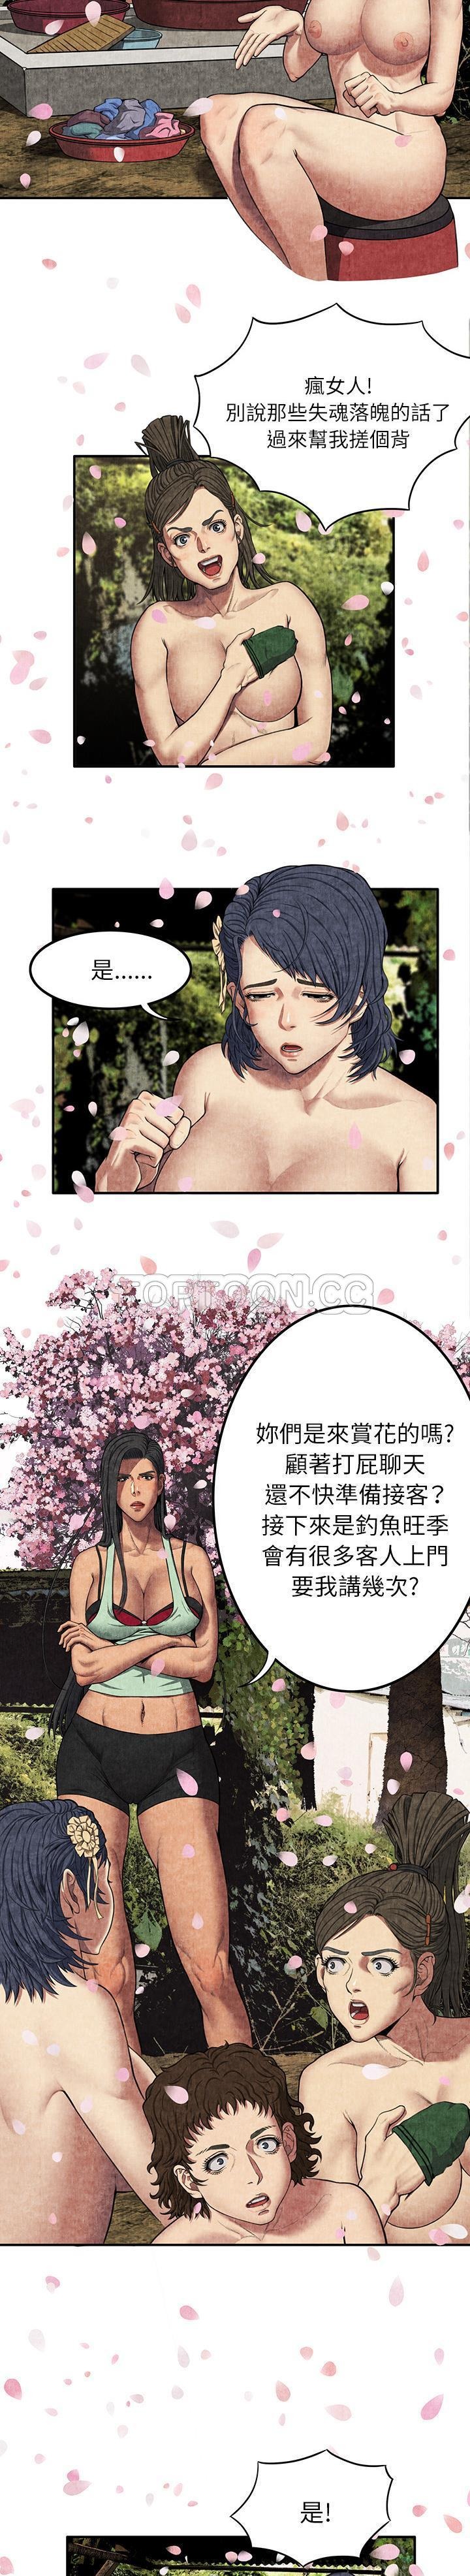 瘋女人!
別說那些失魂落魄的話了
過來幫我搓個背
是......
TOPTOON.CC
妳們是來賞花的嗎?
顧著打屁聊天
還不快準備接客?
接下來是釣魚旺季
會有很多客人上門
要我講幾次?
是!